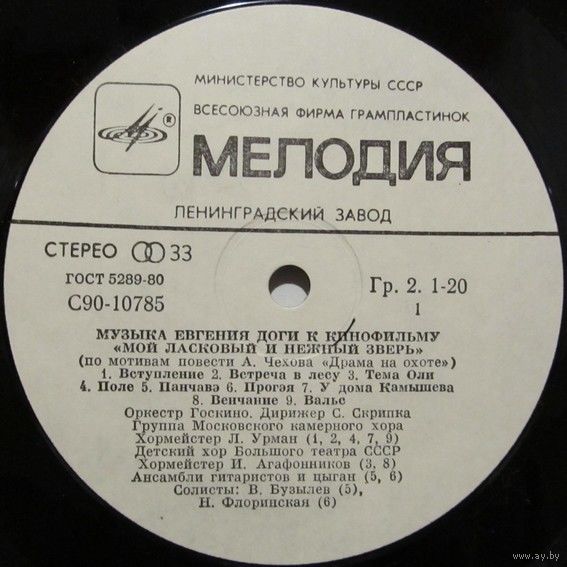 МИНИСТЕРСТВО КУЛЬТУРЫ СССР
ВСЕСОЮЗНАЯ ФИРМА ГРАМПЛАСТИНОК
®
МЕЛОДИЯ
ЛЕНИНГРАДСКИЙ ЗАВОД
СТЕРЕО 33
ГОСТ 5289-80
С90-10785
Гр. 2. 1-20
1
МУЗЫКА ЕВГЕНИЯ ДОГИ К КИНОФИЛЬМУ
«МОЙ ЛАСКОВЫЙ И НЕЖНЫЙ ЗВЕРЬ»
(по мотивам повести А. Чехова «Драма на охоте»)
1. Вступление 2. Встреча в лесу 3. Тема Оли
4. Поле 5. Панчавэ 6. Прогэя 7. У дома Камышева
8. Венчание 9. Вальс
Оркестр Госкино. Дирижер С. Скрипка
Группа Московского камерного хора
Хормейстер Л. Урман (1, 2, 4, 7, 9)
Детский хор Большого театра СССР
Хормейстер И. Агафонников (3, 8)
Ансамбли гитаристов и цыган (5, 6)
Солисты: В. Бузылев (5),
Н. Флоринская (6)
www.ay.by